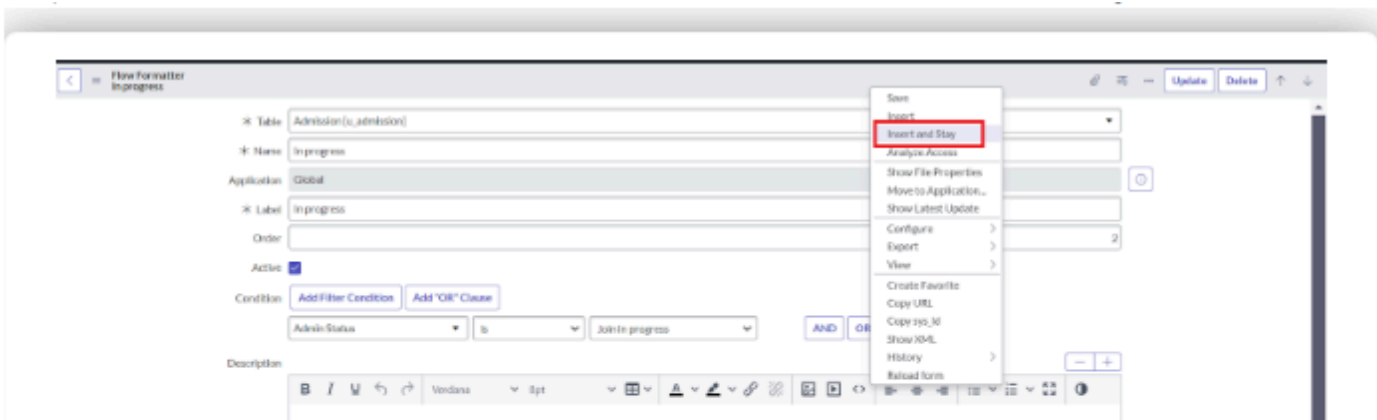 Flow Formatter
In progress
Update
Delete
Table
Admission [u_admission]
Name
In progress
Application
Global
Label
In progress
Order
2
Active
Condition
Add Filter Condition
Add "OR" Clause
Admin Status
is
Join In progress
AND
OR
Description
B I U Verdana 8pt A
Save
Insert
Insert and Stay
Analyze Access
Show File Properties
Move to Application...
Show Latest Update
Configure
Export
View
Create Favorite
Copy URL
Copy sys_id
Show XML
History
Reload form